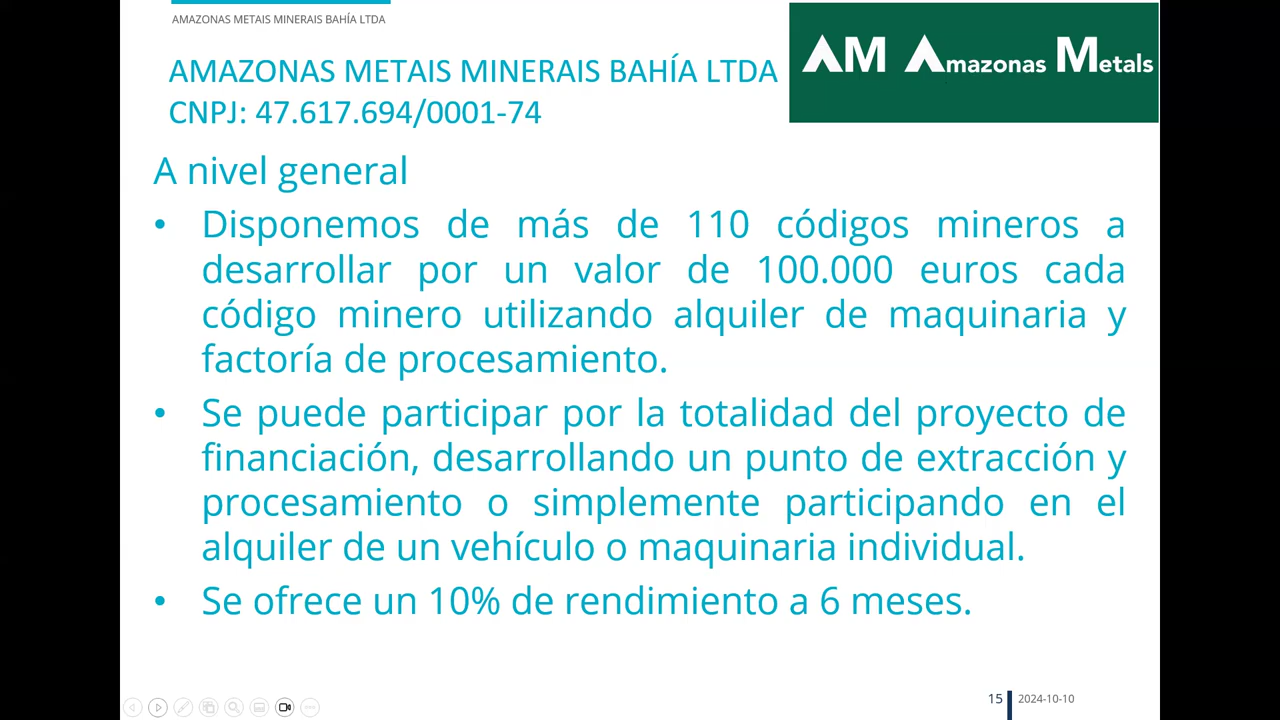 AMAZONAS METAIS MINERAIS BAHÍA LTDA
AMAZONAS METAIS MINERAIS BAHÍA LTDA
CNPJ: 47.617.694/0001-74
AM Amazonas Metals
A nivel general
• Disponemos de más de 110 códigos mineros a
desarrollar por un valor de 100.000 euros cada
código minero utilizando alquiler de maquinaria y
factoría de procesamiento.
• Se puede participar por la totalidad del proyecto de
financiación, desarrollando un punto de extracción y
procesamiento o simplemente participando en el
alquiler de un vehículo o maquinaria individual.
• Se ofrece un 10% de rendimiento a 6 meses.
15 2024-10-10